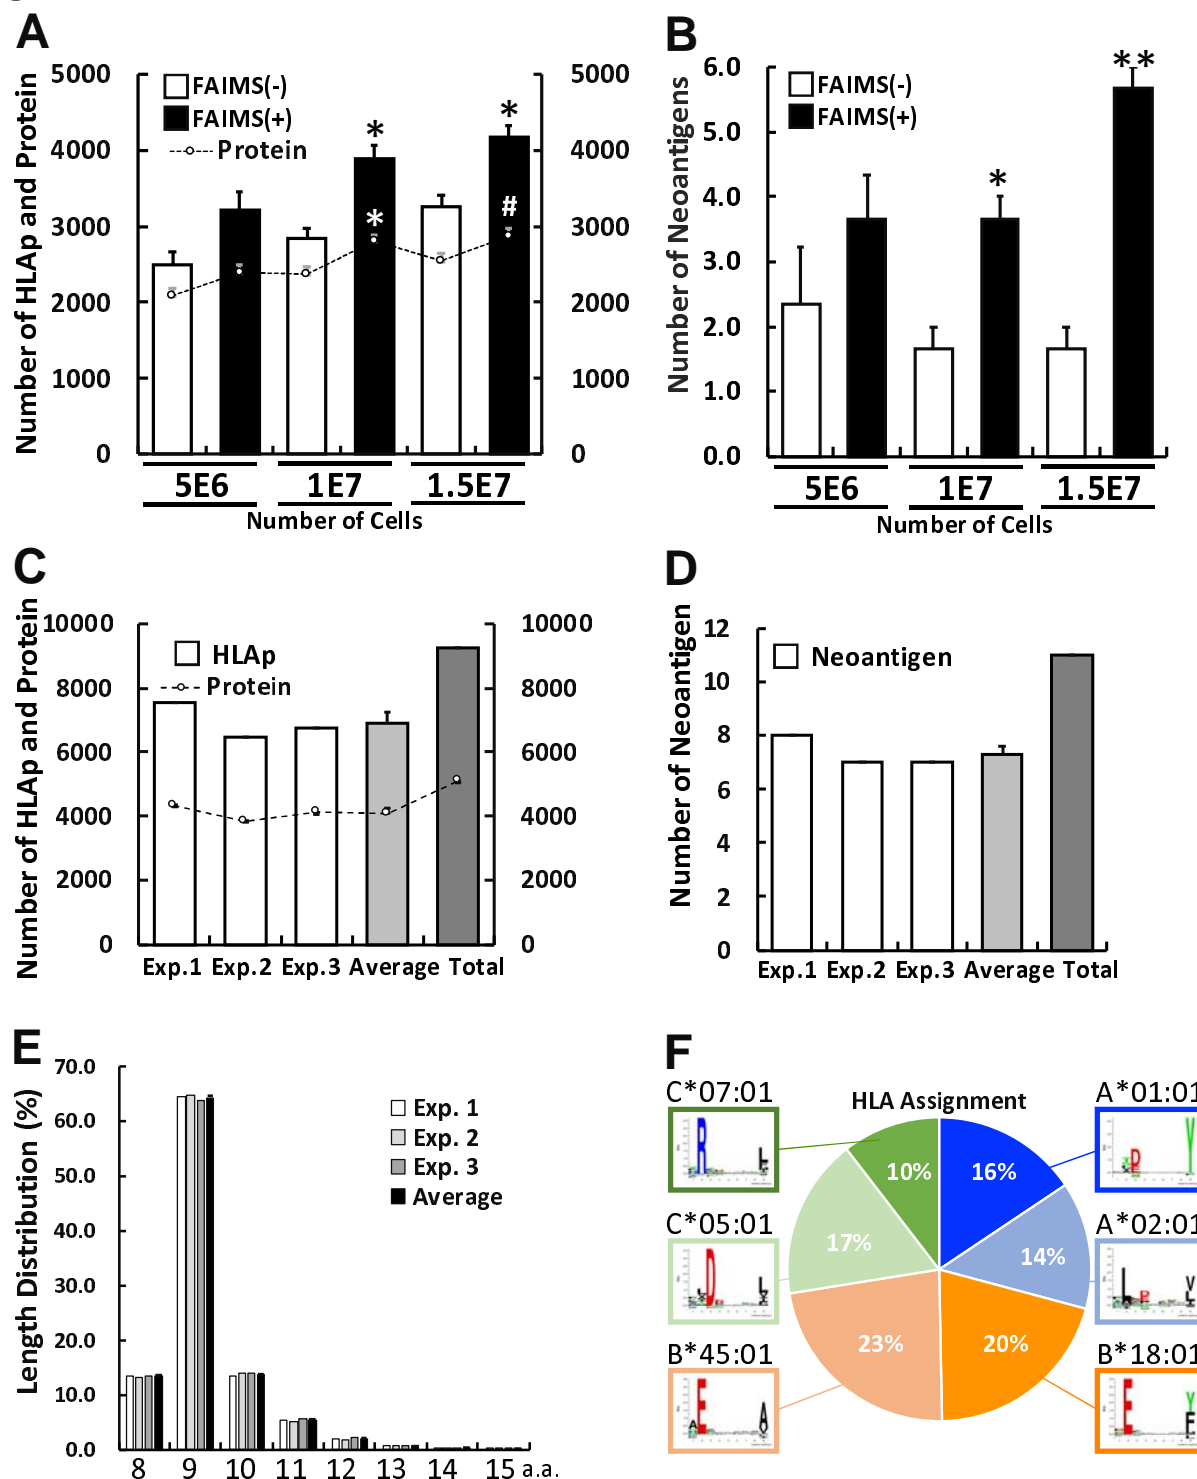 A
Number of HLAp and Protein
5000
4000
3000
2000
1000
0
FAIMS(-)
FAIMS(+)
Protein
*
*
*
#
5000
4000
3000
2000
1000
0
5E6
1E7
1.5E7
Number of Cells
B
Number of Neoantigens
6.0
5.0
4.0
3.0
2.0
1.0
0.0
FAIMS(-)
FAIMS(+)
*
**
5E6
1E7
1.5E7
Number of Cells
C
Number of HLAp and Protein
10000
8000
6000
4000
2000
0
HLAp
Protein
10000
8000
6000
4000
2000
0
Exp.1 Exp.2 Exp.3 Average Total
D
Number of Neoantigen
12
10
8
6
4
2
0
Neoantigen
Exp.1 Exp.2 Exp.3 Average Total
E
Length Distribution (%)
70.0
60.0
50.0
40.0
30.0
20.0
10.0
0.0
Exp. 1
Exp. 2
Exp. 3
Average
8 9 10 11 12 13 14 15 a.a.
F
HLA Assignment
C*07:01
C*05:01
B*45:01
A*01:01
A*02:01
B*18:01
10%
16%
17%
14%
23%
20%